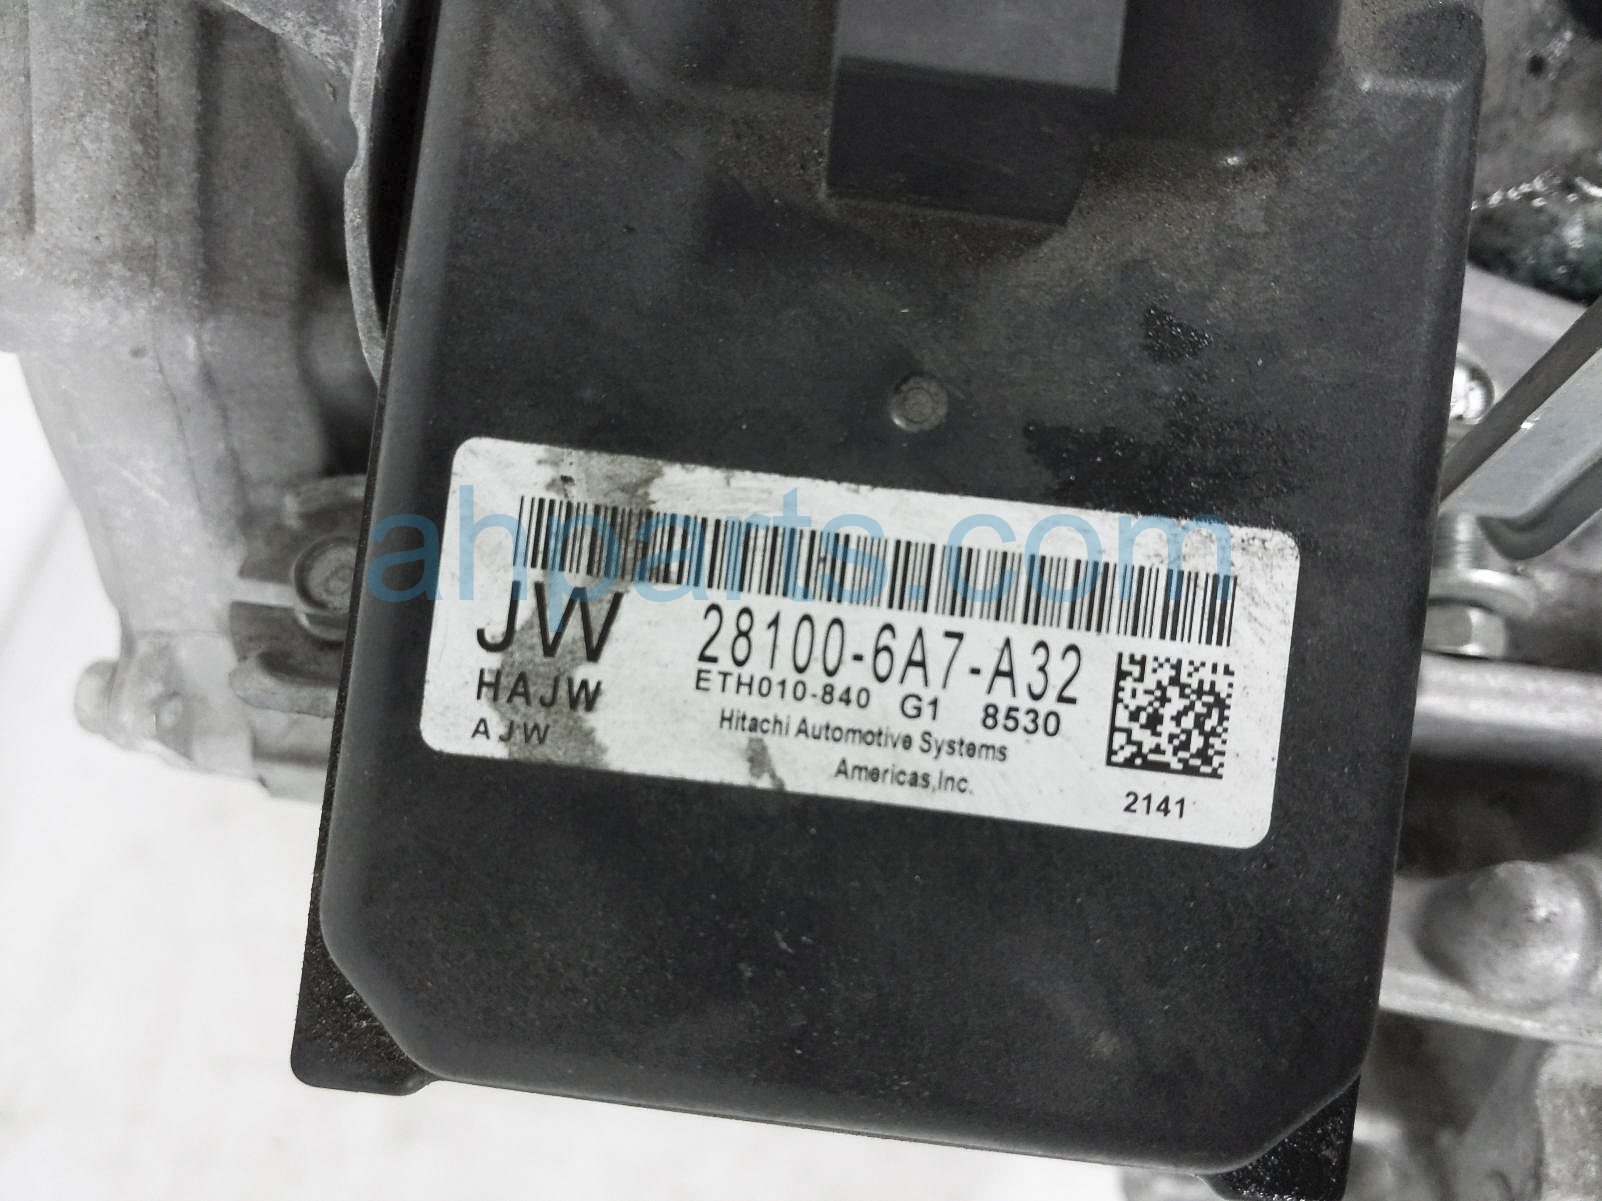 ahparts.com
JW 28100-6A7-A32
HAJW ETH010-840 G1 8530
AJW Hitachi Automotive Systems
Americas,Inc.
2141